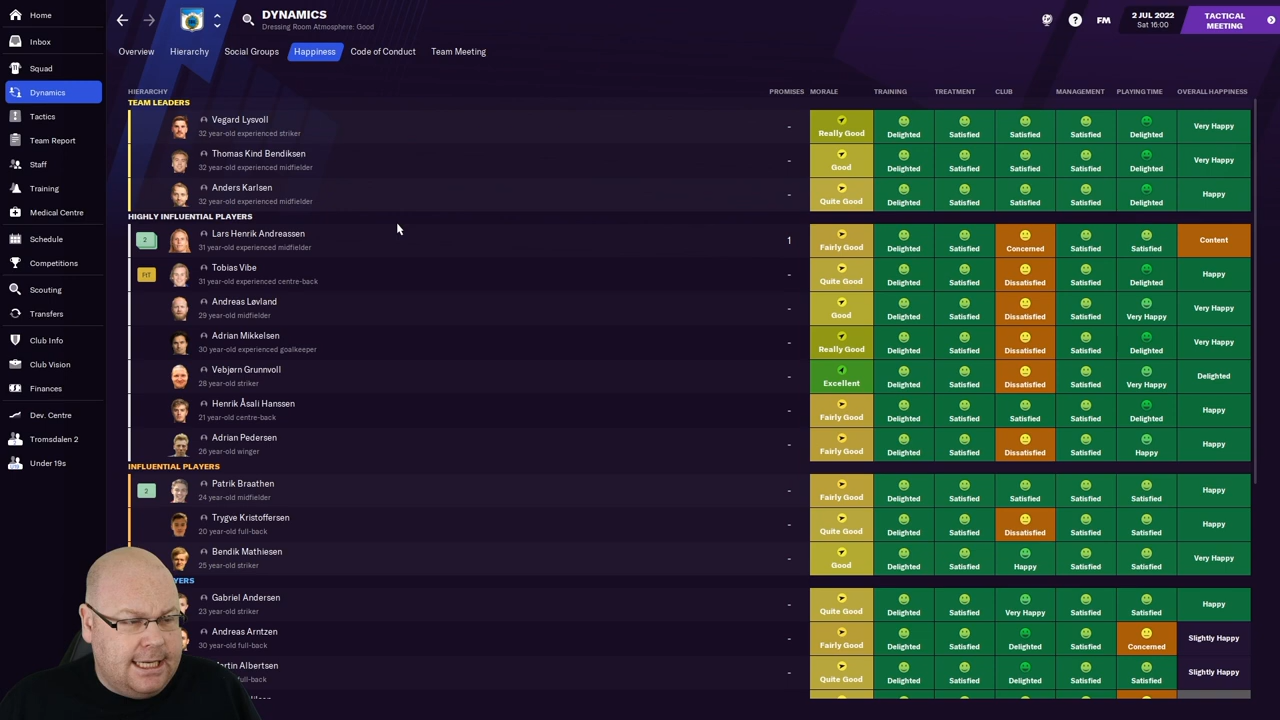 Home
Inbox
Squad
Dynamics
Tactics
Team Report
Staff
Training
Medical Centre
Schedule
Competitions
Scouting
Transfers
Club Info
Club Vision
Finances
Dev. Centre
Tromsdalen 2
Under 19s
DYNAMICS
Dressing Room Atmosphere: Good
FM
2 JUL 2022
Sat 16:00
TACTICAL
MEETING
Overview Hierarchy Social Groups Happiness Code of Conduct Team Meeting
HIERARCHY PROMISES MORALE TRAINING TREATMENT CLUB MANAGEMENT PLAYING TIME OVERALL HAPPINESS
TEAM LEADERS
Vegard Lysvoll
32 year-old experienced striker
- Really Good Delighted Satisfied Satisfied Satisfied Delighted Very Happy
Thomas Kind Bendiksen
32 year-old experienced midfielder
- Good Delighted Satisfied Satisfied Satisfied Delighted Very Happy
Anders Karlsen
32 year-old experienced midfielder
- Quite Good Delighted Satisfied Satisfied Satisfied Delighted Happy
HIGHLY INFLUENTIAL PLAYERS
2 Lars Henrik Andreassen
31 year-old experienced midfielder
1 Fairly Good Delighted Satisfied Concerned Satisfied Satisfied Content
FIT Tobias Vibe
31 year-old experienced centre-back
- Quite Good Delighted Satisfied Dissatisfied Satisfied Delighted Happy
Andreas Løvland
29 year-old midfielder
- Good Delighted Satisfied Dissatisfied Satisfied Very Happy Very Happy
Adrian Mikkelsen
30 year-old experienced goalkeeper
- Really Good Delighted Satisfied Dissatisfied Satisfied Delighted Very Happy
Vebjørn Grunnvoll
28 year-old striker
- Excellent Delighted Satisfied Dissatisfied Satisfied Very Happy Delighted
Henrik Åsali Hanssen
21 year-old centre-back
- Fairly Good Delighted Satisfied Satisfied Satisfied Delighted Happy
Adrian Pedersen
26 year-old winger
- Fairly Good Delighted Satisfied Dissatisfied Satisfied Happy Happy
INFLUENTIAL PLAYERS
2 Patrik Braathen
24 year-old midfielder
- Fairly Good Delighted Satisfied Satisfied Satisfied Satisfied Happy
Trygve Kristoffersen
20 year-old full-back
- Quite Good Delighted Satisfied Dissatisfied Satisfied Satisfied Happy
Bendik Mathiesen
25 year-old striker
- Good Delighted Satisfied Happy Satisfied Satisfied Very Happy
Gabriel Andersen
23 year-old striker
- Quite Good Delighted Satisfied Very Happy Satisfied Satisfied Happy
Andreas Arntzen
30 year-old full-back
- Fairly Good Delighted Satisfied Delighted Satisfied Concerned Slightly Happy
Albertsen
full-back
- Quite Good Delighted Satisfied Delighted Satisfied Satisfied Slightly Happy